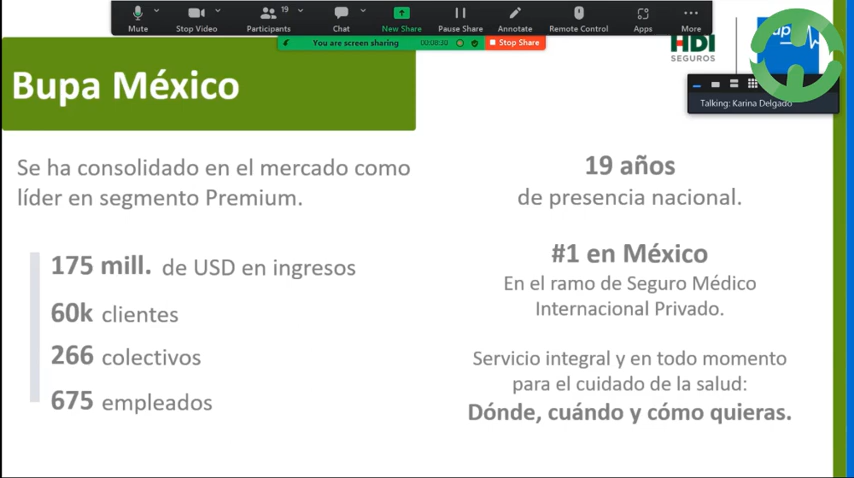 Mute
Stop Video
Participants
19
Chat
New Share
Pause Share
Annotate
Remote Control
Apps
More
You are screen sharing
00:08:30
Stop Share
HDI
SEGUROS
Talking: Karina Delgado
Bupa México
Se ha consolidado en el mercado como
líder en segmento Premium.
175 mill. de USD en ingresos
60k clientes
266 colectivos
675 empleados
19 años
de presencia nacional.
#1 en México
En el ramo de Seguro Médico
Internacional Privado.
Servicio integral y en todo momento
para el cuidado de la salud:
Dónde, cuándo y cómo quieras.